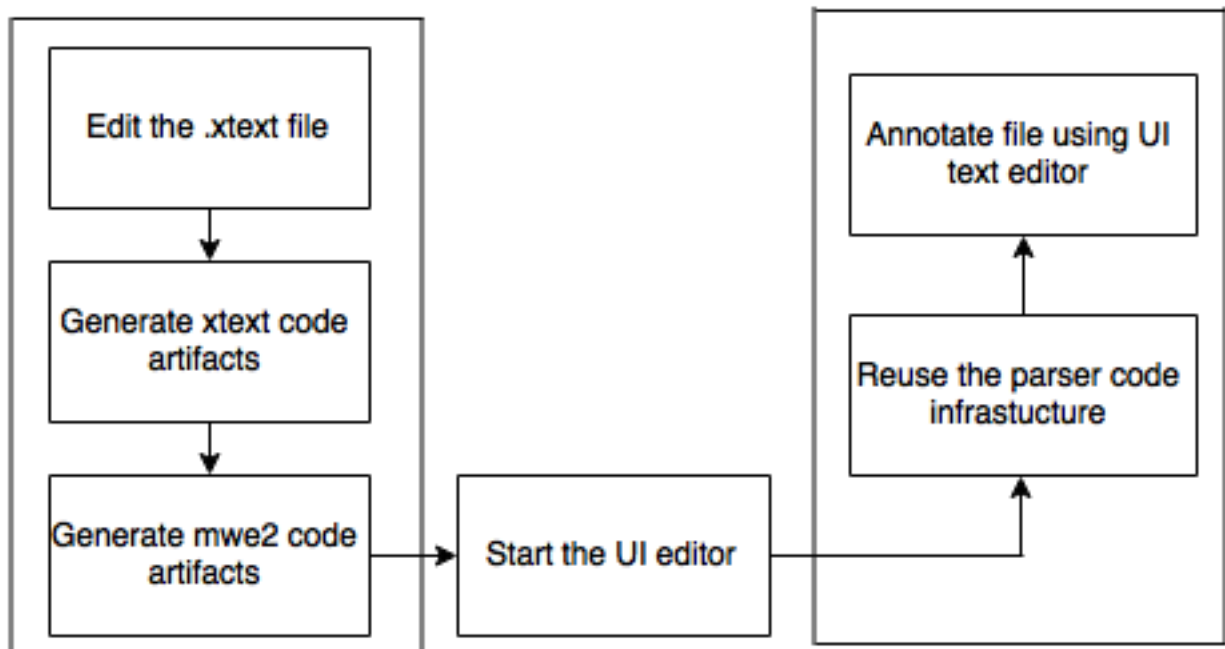 Edit the .xtext file
Generate xtext code
artifacts
Generate mwe2 code
artifacts
Start the UI editor
Reuse the parser code
infrastucture
Annotate file using UI
text editor